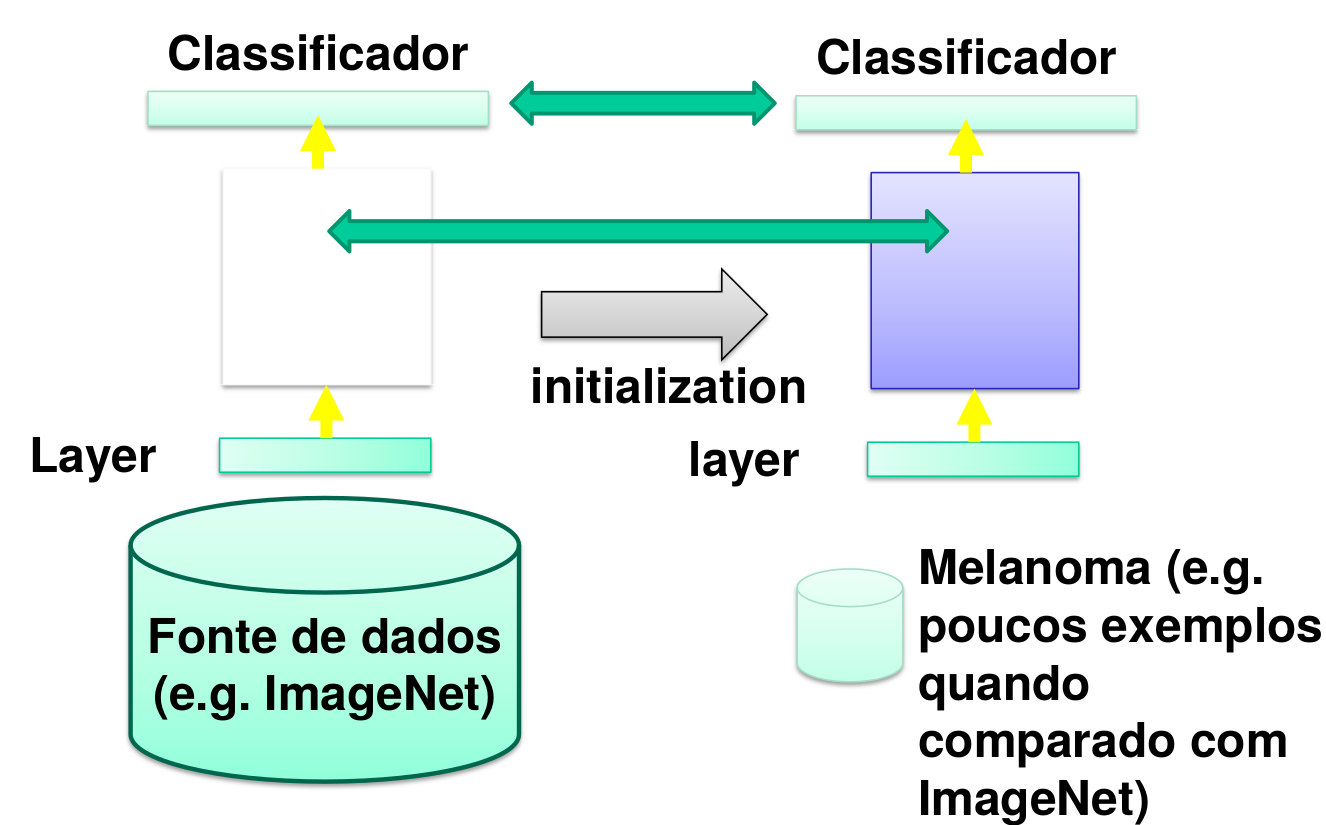 Classificador
Classificador
initialization
Layer
layer
Fonte de dados
(e.g. ImageNet)
Melanoma (e.g.
poucos exemplos
quando
comparado com
ImageNet)